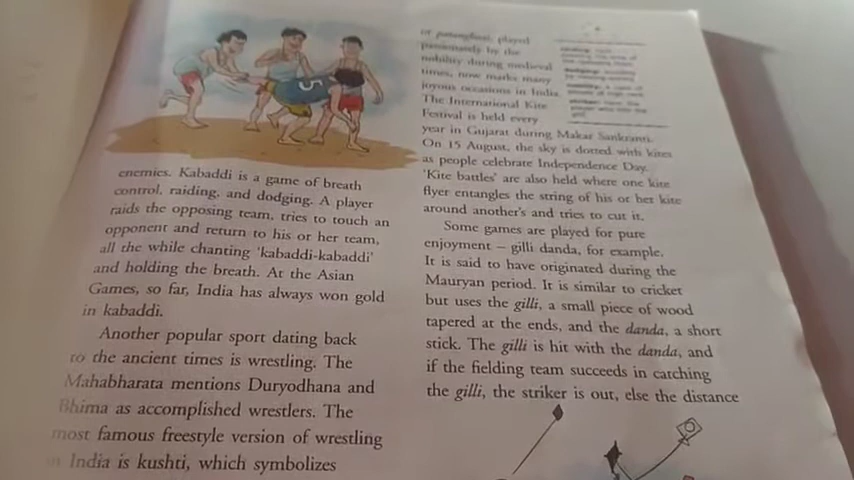 5
enemies. Kabaddi is a game of breath
control, raiding, and dodging. A player
raids the opposing team, tries to touch an
opponent and return to his or her team,
all the while chanting 'kabaddi-kabaddi'
and holding the breath. At the Asian
Games, so far, India has always won gold
in kabaddi.
Another popular sport dating back
to the ancient times is wrestling. The
Mahabharata mentions Duryodhana and
Bhima as accomplished wrestlers. The
most famous freestyle version of wrestling
in India is kushti, which symbolizes
or patangbazi, played
passionately by the
nobility during medieval
times, now marks many
joyous occasions in India.
The International Kite
Festival is held every
year in Gujarat during Makar Sankranti.
On 15 August, the sky is dotted with kites
as people celebrate Independence Day.
'Kite battles' are also held where one kite
flyer entangles the string of his or her kite
around another's and tries to cut it.
Some games are played for pure
enjoyment – gilli danda, for example.
It is said to have originated during the
Mauryan period. It is similar to cricket
but uses the gilli, a small piece of wood
tapered at the ends, and the danda, a short
stick. The gilli is hit with the danda, and
if the fielding team succeeds in catching
the gilli, the striker is out, else the distance